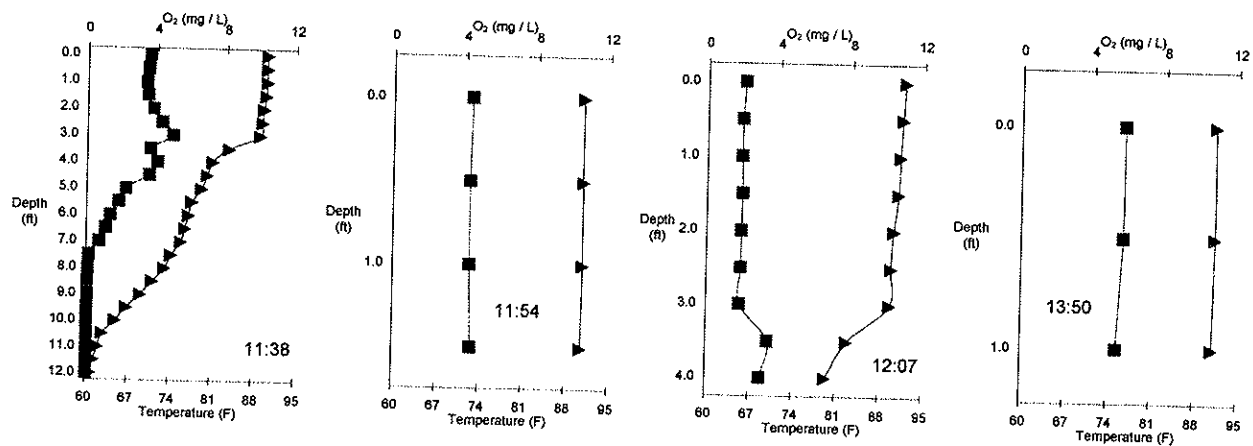 O₂ (mg / L)
0 4 8 12
0.0
1.0
2.0
3.0
4.0
5.0
Depth
(ft)
6.0
7.0
8.0
9.0
10.0
11.0
12.0
11:38
60 67 74 81 88 95
Temperature (F)
O₂ (mg / L)
0 4 8 12
0.0
Depth
(ft)
1.0
11:54
60 67 74 81 88 95
Temperature (F)
O₂ (mg / L)
0 4 8 12
0.0
1.0
Depth
(ft)
2.0
3.0
4.0
12:07
60 67 74 81 88 95
Temperature (F)
O₂ (mg / L)
0 4 8 12
0.0
Depth
(ft)
1.0
13:50
60 67 74 81 88 95
Temperature (F)